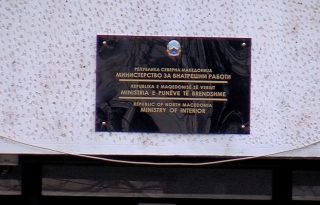 РЕПУБЛИКА СЕВЕРНА МАКЕДОНИЈА
МИНИСТЕРСТВО ЗА ВНАТРЕШНИ РАБОТИ
REPUBLIKA E MAQEDONISË SË VERIUT
MINISTRIA E PUNËVE TË BRENDSHME
REPUBLIC OF NORTH MACEDONIA
MINISTRY OF INTERIOR